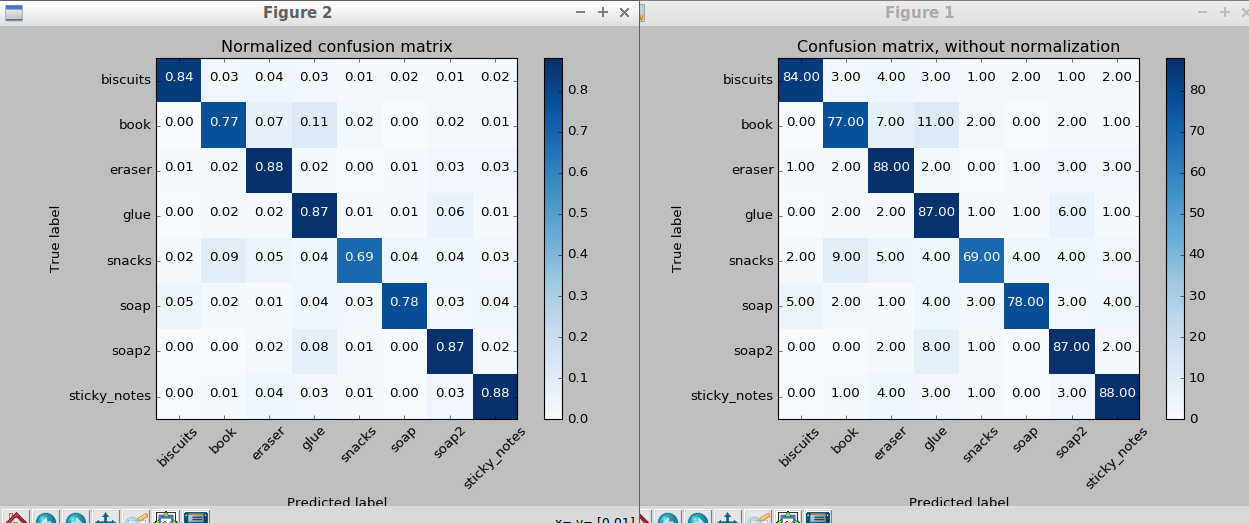 Figure 2
Normalized confusion matrix
biscuits 0.84 0.03 0.04 0.03 0.01 0.02 0.01 0.02
book 0.00 0.77 0.07 0.11 0.02 0.00 0.02 0.01
eraser 0.01 0.02 0.88 0.02 0.00 0.01 0.03 0.03
glue 0.00 0.02 0.02 0.87 0.01 0.01 0.06 0.01
snacks 0.02 0.09 0.05 0.04 0.69 0.04 0.04 0.03
soap 0.05 0.02 0.01 0.04 0.03 0.78 0.03 0.04
soap2 0.00 0.00 0.02 0.08 0.01 0.00 0.87 0.02
sticky_notes 0.00 0.01 0.04 0.03 0.01 0.00 0.03 0.88
True label
biscuits book eraser glue snacks soap soap2 sticky_notes
Predicted label
0.8
0.7
0.6
0.5
0.4
0.3
0.2
0.1
0.0
x= y= [0.01]
Figure 1
Confusion matrix, without normalization
biscuits 84.00 3.00 4.00 3.00 1.00 2.00 1.00 2.00
book 0.00 77.00 7.00 11.00 2.00 0.00 2.00 1.00
eraser 1.00 2.00 88.00 2.00 0.00 1.00 3.00 3.00
glue 0.00 2.00 2.00 87.00 1.00 1.00 6.00 1.00
snacks 2.00 9.00 5.00 4.00 69.00 4.00 4.00 3.00
soap 5.00 2.00 1.00 4.00 3.00 78.00 3.00 4.00
soap2 0.00 0.00 2.00 8.00 1.00 0.00 87.00 2.00
sticky_notes 0.00 1.00 4.00 3.00 1.00 0.00 3.00 88.00
True label
biscuits book eraser glue snacks soap soap2 sticky_notes
Predicted label
80
70
60
50
40
30
20
10
0